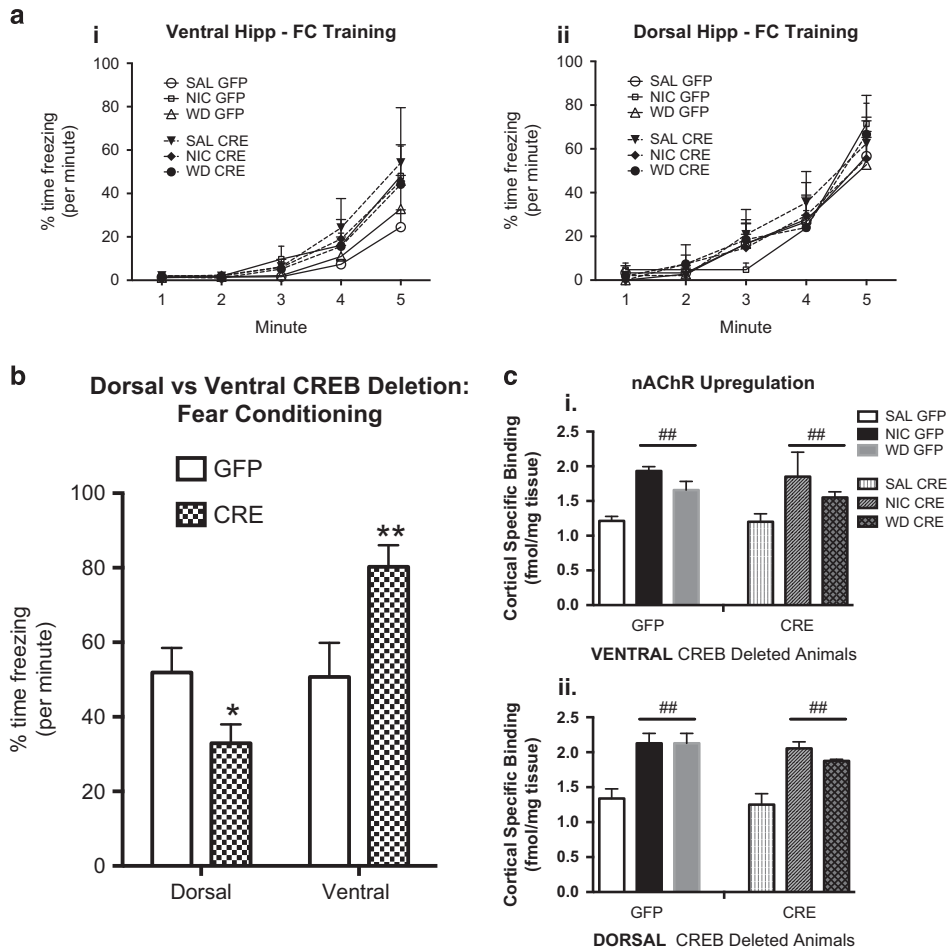 a
i
Ventral Hipp - FC Training
100
80
60
40
20
0
% time freezing
(per minute)
SAL GFP
NIC GFP
WD GFP
SAL CRE
NIC CRE
WD CRE
1 2 3 4 5
Minute
ii
Dorsal Hipp - FC Training
100
80
60
40
20
0
% time freezing
(per minute)
SAL GFP
NIC GFP
WD GFP
SAL CRE
NIC CRE
WD CRE
1 2 3 4 5
Minute
b
Dorsal vs Ventral CREB Deletion:
Fear Conditioning
GFP
CRE
100
80
60
40
20
0
% time freezing
(per minute)
*
**
Dorsal Ventral
c
nAChR Upregulation
i.
2.5
2.0
1.5
1.0
0.5
0.0
Cortical Specific Binding
(fmol/mg tissue)
##
##
SAL GFP
NIC GFP
WD GFP
SAL CRE
NIC CRE
WD CRE
GFP CRE
VENTRAL CREB Deleted Animals
ii.
2.5
2.0
1.5
1.0
0.5
0.0
Cortical Specific Binding
(fmol/mg tissue)
##
##
GFP CRE
DORSAL CREB Deleted Animals